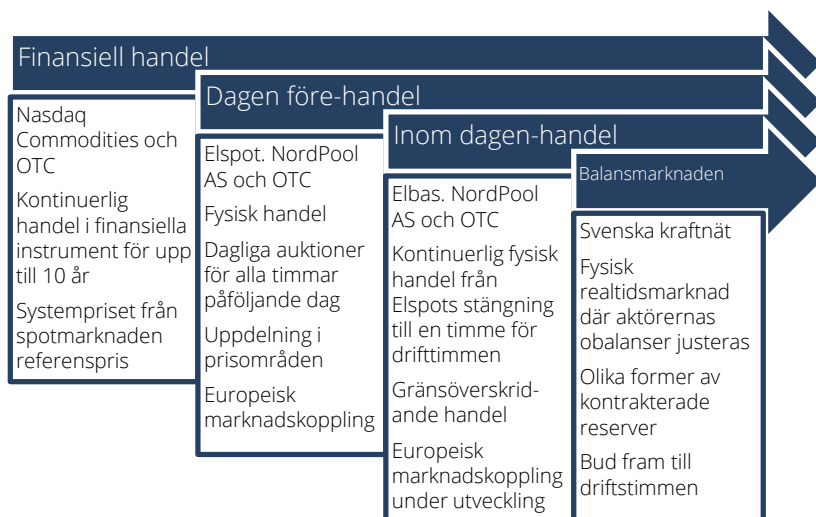 Finansiell handel
Nasdaq
Commodities och
OTC
Kontinuerlig
handel i finansiella
instrument för upp
till 10 år
Systempriset från
spotmarknaden
referenspris
Dagen före-handel
Elspot. NordPool
AS och OTC
Fysisk handel
Dagliga auktioner
för alla timmar
påföljande dag
Uppdelning i
prisområden
Europeisk
marknadskoppling
Inom dagen-handel
Elbas. NordPool
AS och OTC
Kontinuerlig fysisk
handel från
Elspots stängning
till en timme för
drifttimmen
Gränsöverskrid-
ande handel
Europeisk
marknadskoppling
under utveckling
Balansmarknaden
Svenska kraftnät
Fysisk
realtidsmarknad
där aktörernas
obalanser justeras
Olika former av
kontrakterade
reserver
Bud fram till
driftstimmen